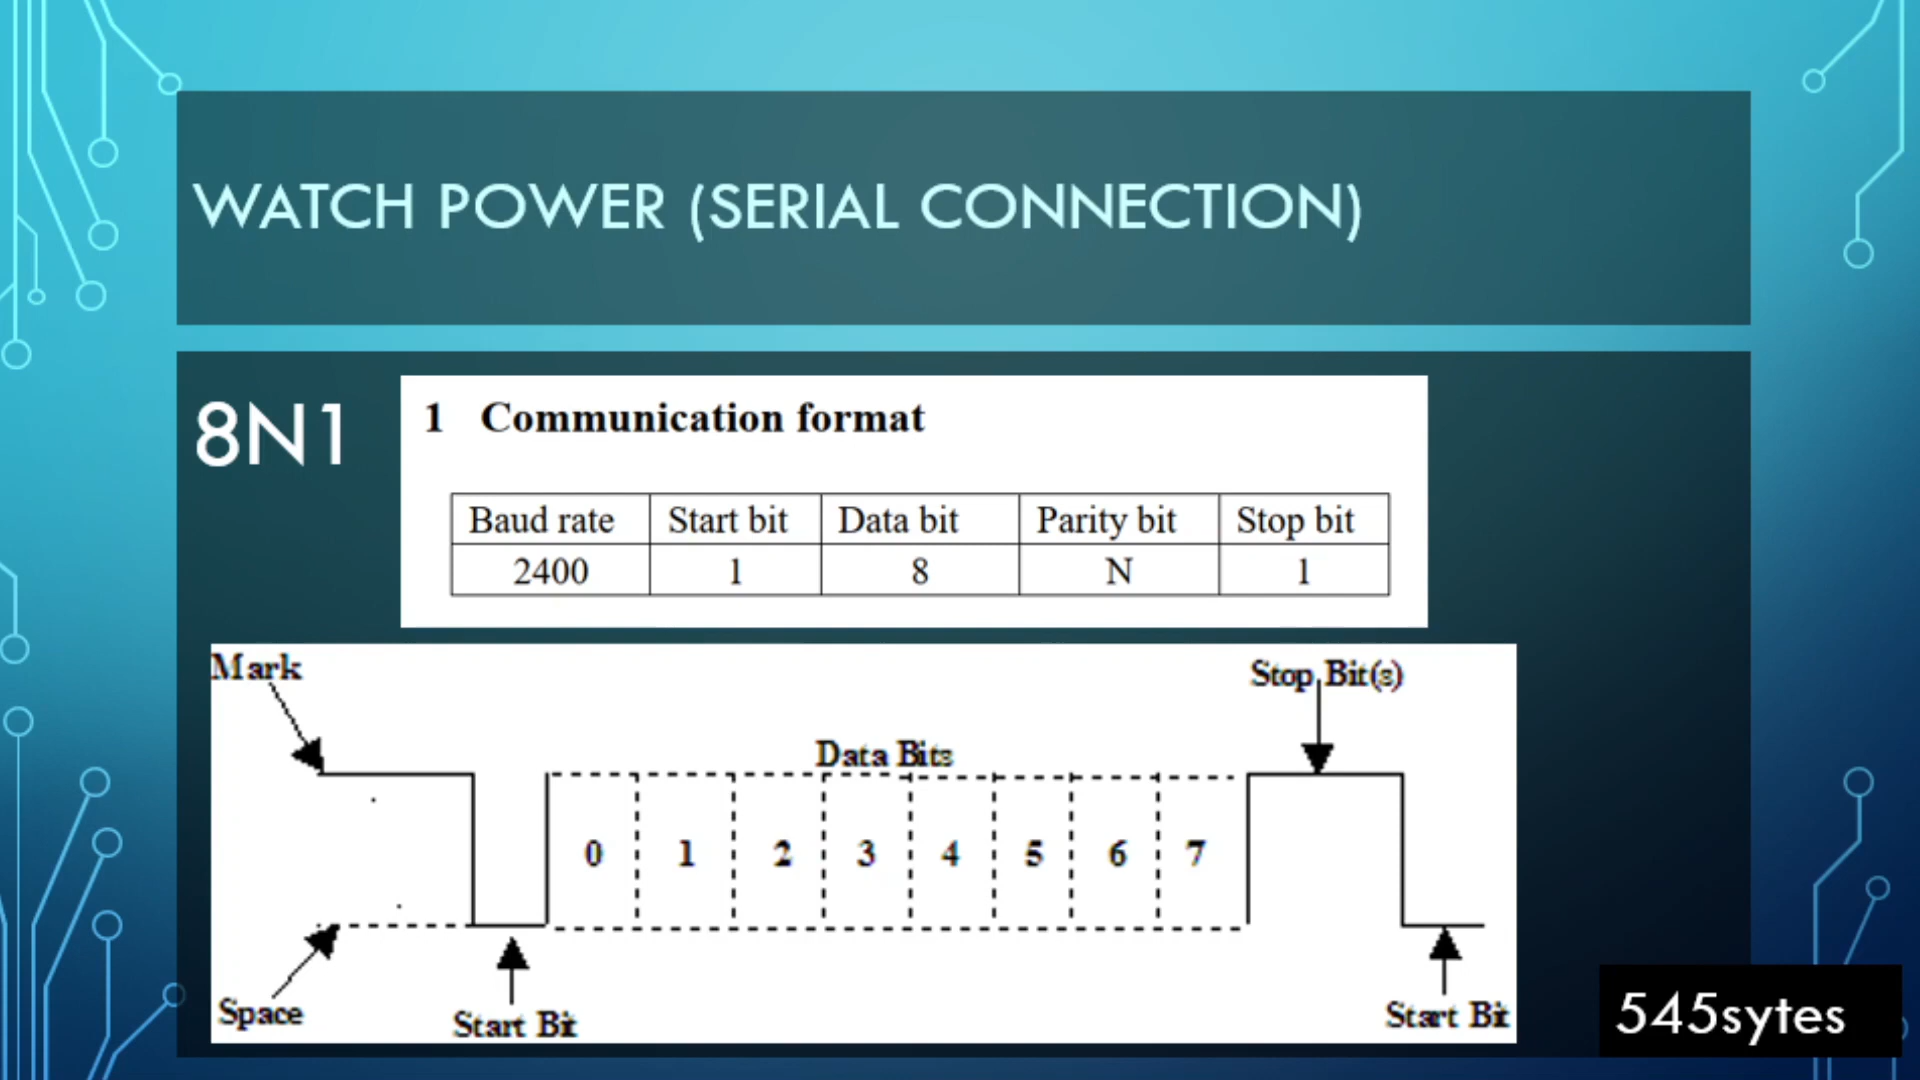 WATCH POWER (SERIAL CONNECTION)
8N1
1 Communication format
Baud rate Start bit Data bit Parity bit Stop bit
2400 1 8 N 1
Mark
Stop Bit(s)
Data Bits
0 1 2 3 4 5 6 7
Space
Start Bit
Start Bit
545sytes